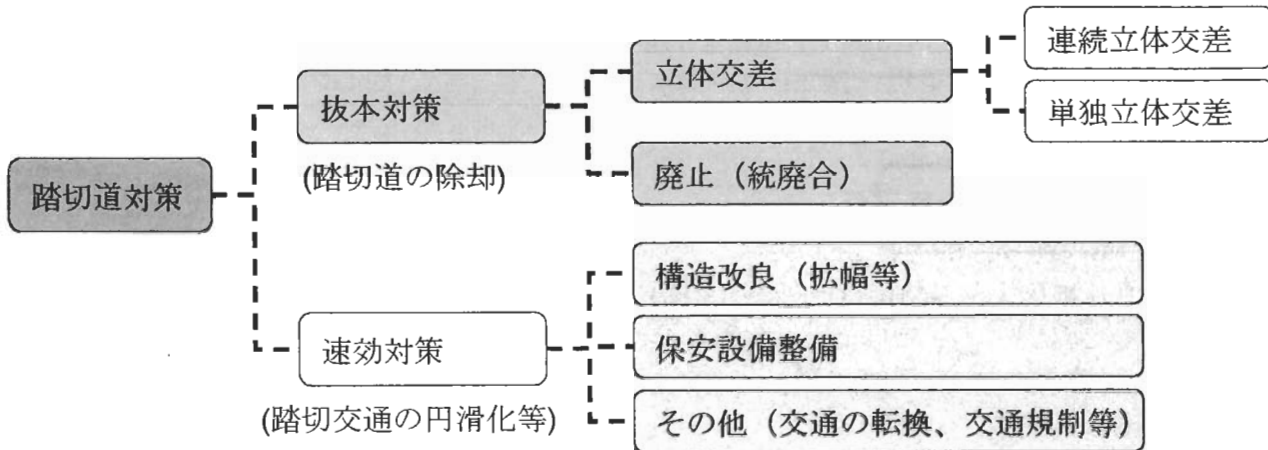 踏切道対策
抜本対策
(踏切道の除却)
立体交差
連続立体交差
単独立体交差
廃止（統廃合）
速効対策
(踏切交通の円滑化等)
構造改良（拡幅等）
保安設備整備
その他（交通の転換、交通規制等）